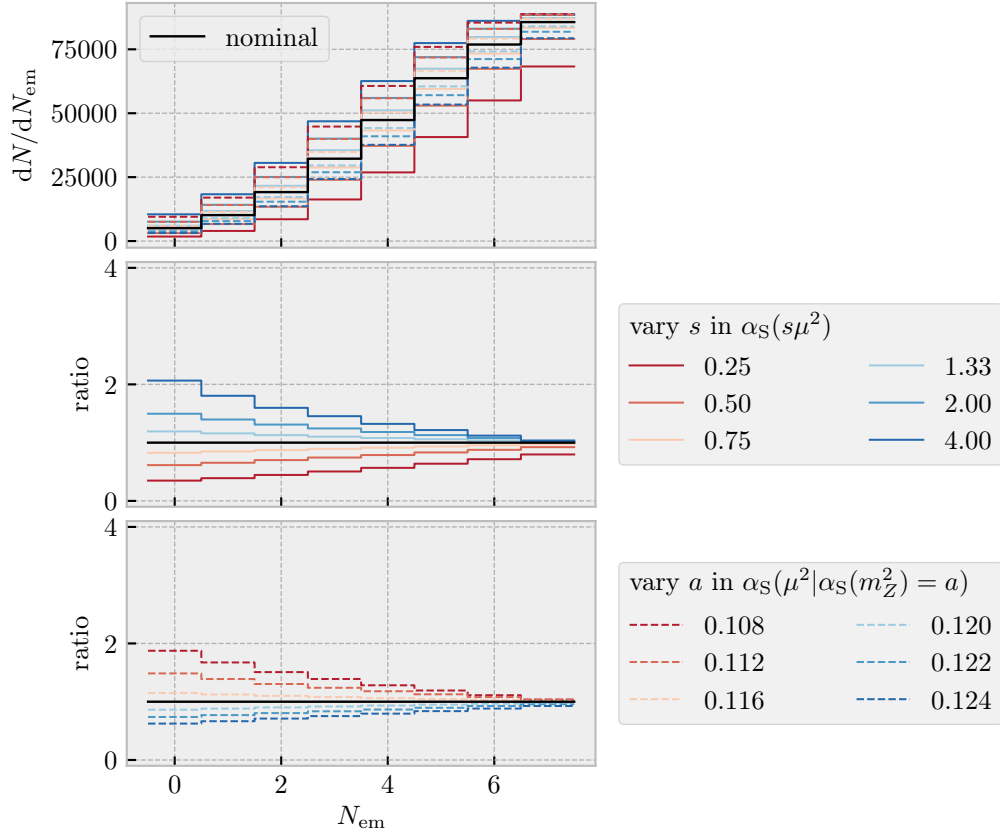 nominal
75000
50000
25000
0
dN/dN_em
4
2
0
ratio
vary s in α_S(sμ²)
0.25 1.33
0.50 2.00
0.75 4.00
4
2
0
ratio
vary a in α_S(μ²|α_S(m_Z²) = a)
0.108 0.120
0.112 0.122
0.116 0.124
0 2 4 6
N_em